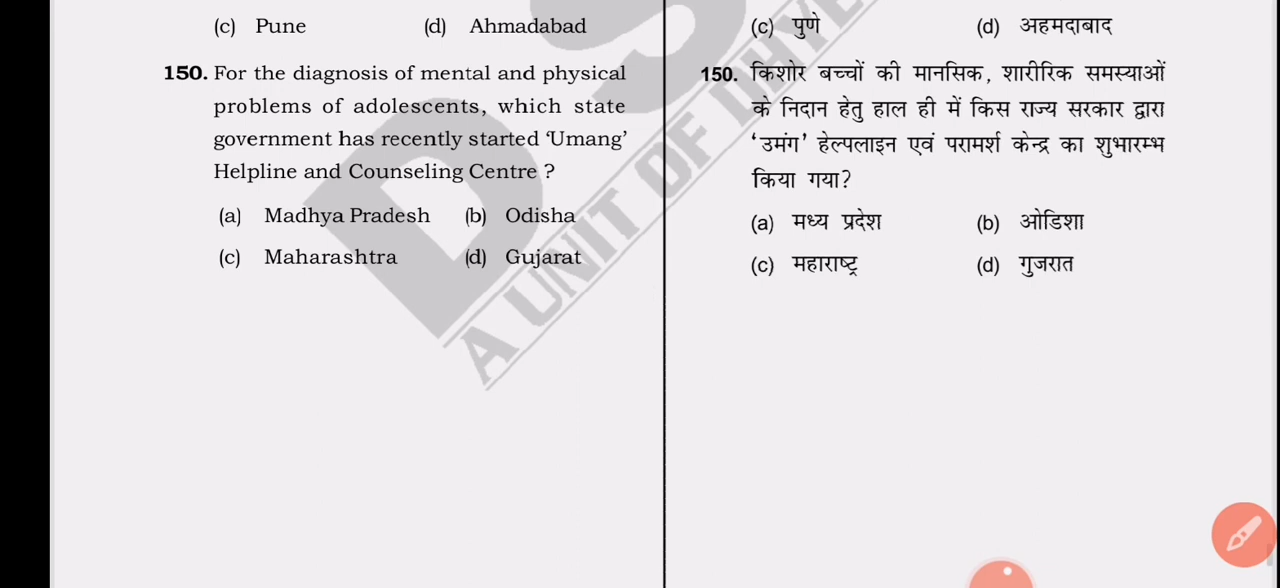 (c) Pune (d) Ahmadabad
150. For the diagnosis of mental and physical
problems of adolescents, which state
government has recently started ‘Umang’
Helpline and Counseling Centre ?
(a) Madhya Pradesh (b) Odisha
(c) Maharashtra (d) Gujarat
(c) पुणे (d) अहमदाबाद
150. किशोर बच्चों की मानसिक, शारीरिक समस्याओं
के निदान हेतु हाल ही में किस राज्य सरकार द्वारा
‘उमंग’ हेल्पलाइन एवं परामर्श केन्द्र का शुभारम्भ
किया गया?
(a) मध्य प्रदेश (b) ओडिशा
(c) महाराष्ट्र (d) गुजरात
A UNIT OF